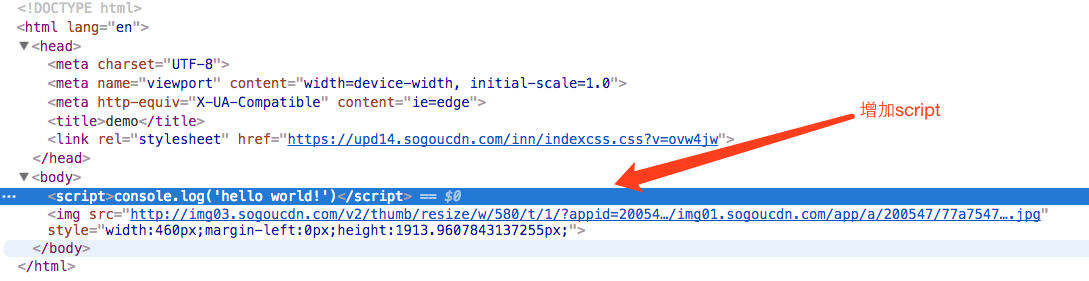 <!DOCTYPE html>
<html lang="en">
▼<head>
<meta charset="UTF-8">
<meta name="viewport" content="width=device-width, initial-scale=1.0">
<meta http-equiv="X-UA-Compatible" content="ie=edge">
<title>demo</title>
<link rel="stylesheet" href="https://upd14.sogoucdn.com/inn/indexcss.css?v=ovw4jw">
</head>
▼<body>
增加script
<script>console.log('hello world!')</script> == $0
<img src="http://img03.sogoucdn.com/v2/thumb/resize/w/580/t/1/?appid=20054…/img01.sogoucdn.com/app/a/200547/77a7547….jpg"
style="width:460px;margin-left:0px;height:1913.9607843137255px;">
</body>
</html>